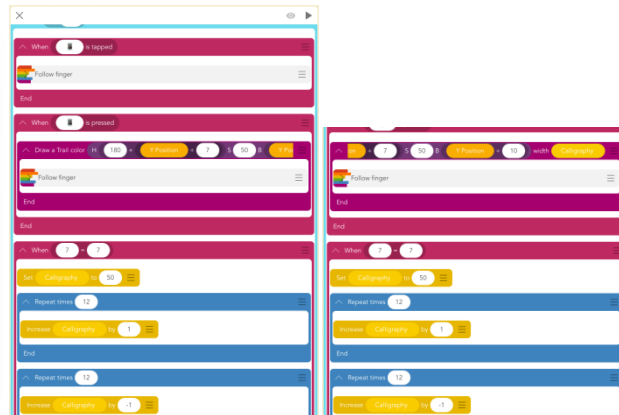 When is tapped
Follow finger
End
When is pressed
Draw a Trail color H 180 + Y Position ÷ 7 S 50 B Y Po
Follow finger
End
End
When 7 = 7
Set Calligraphy to 50
Repeat times 12
Increase Calligraphy by 1
End
Repeat times 12
Increase Calligraphy by -1
÷ 7 S 50 B Y Position ÷ 10 width Calligraphy
Follow finger
End
End
When 7 = 7
Set Calligraphy to 50
Repeat times 12
Increase Calligraphy by 1
End
Repeat times 12
Increase Calligraphy by -1